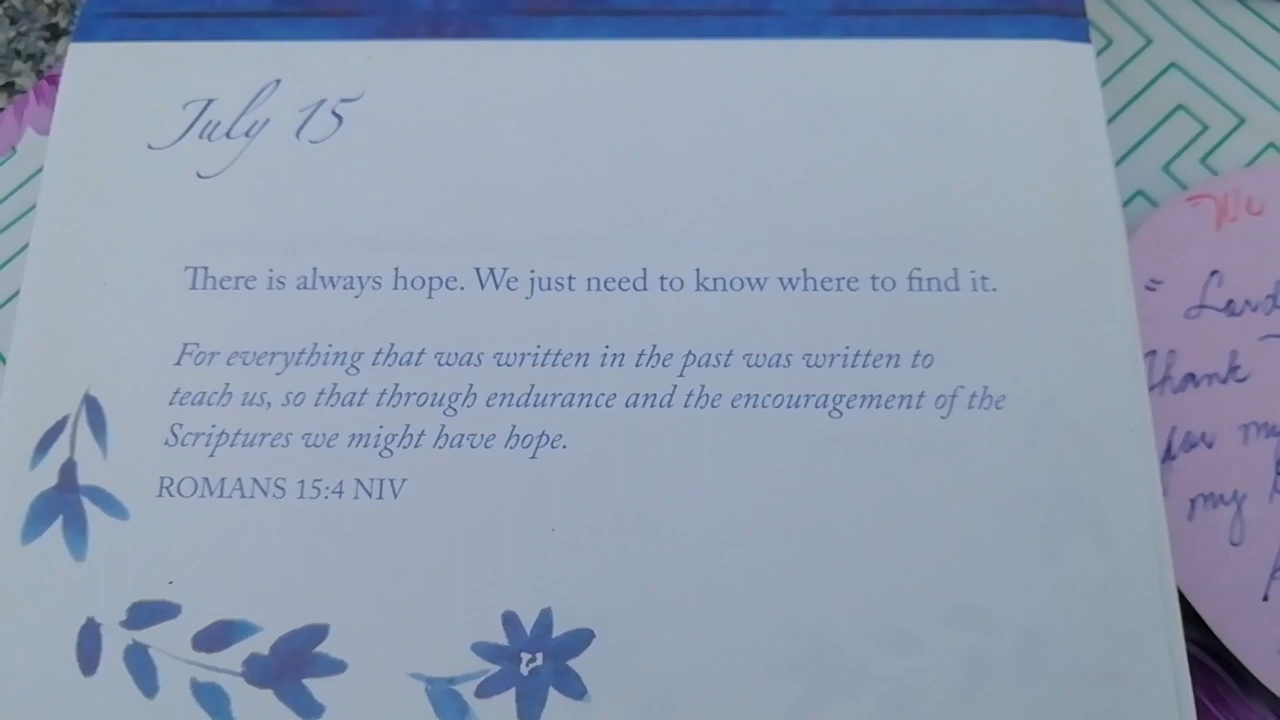 July 15
There is always hope. We just need to know where to find it.
For everything that was written in the past was written to
teach us, so that through endurance and the encouragement of the
Scriptures we might have hope.
ROMANS 15:4 NIV
Thank
for
my